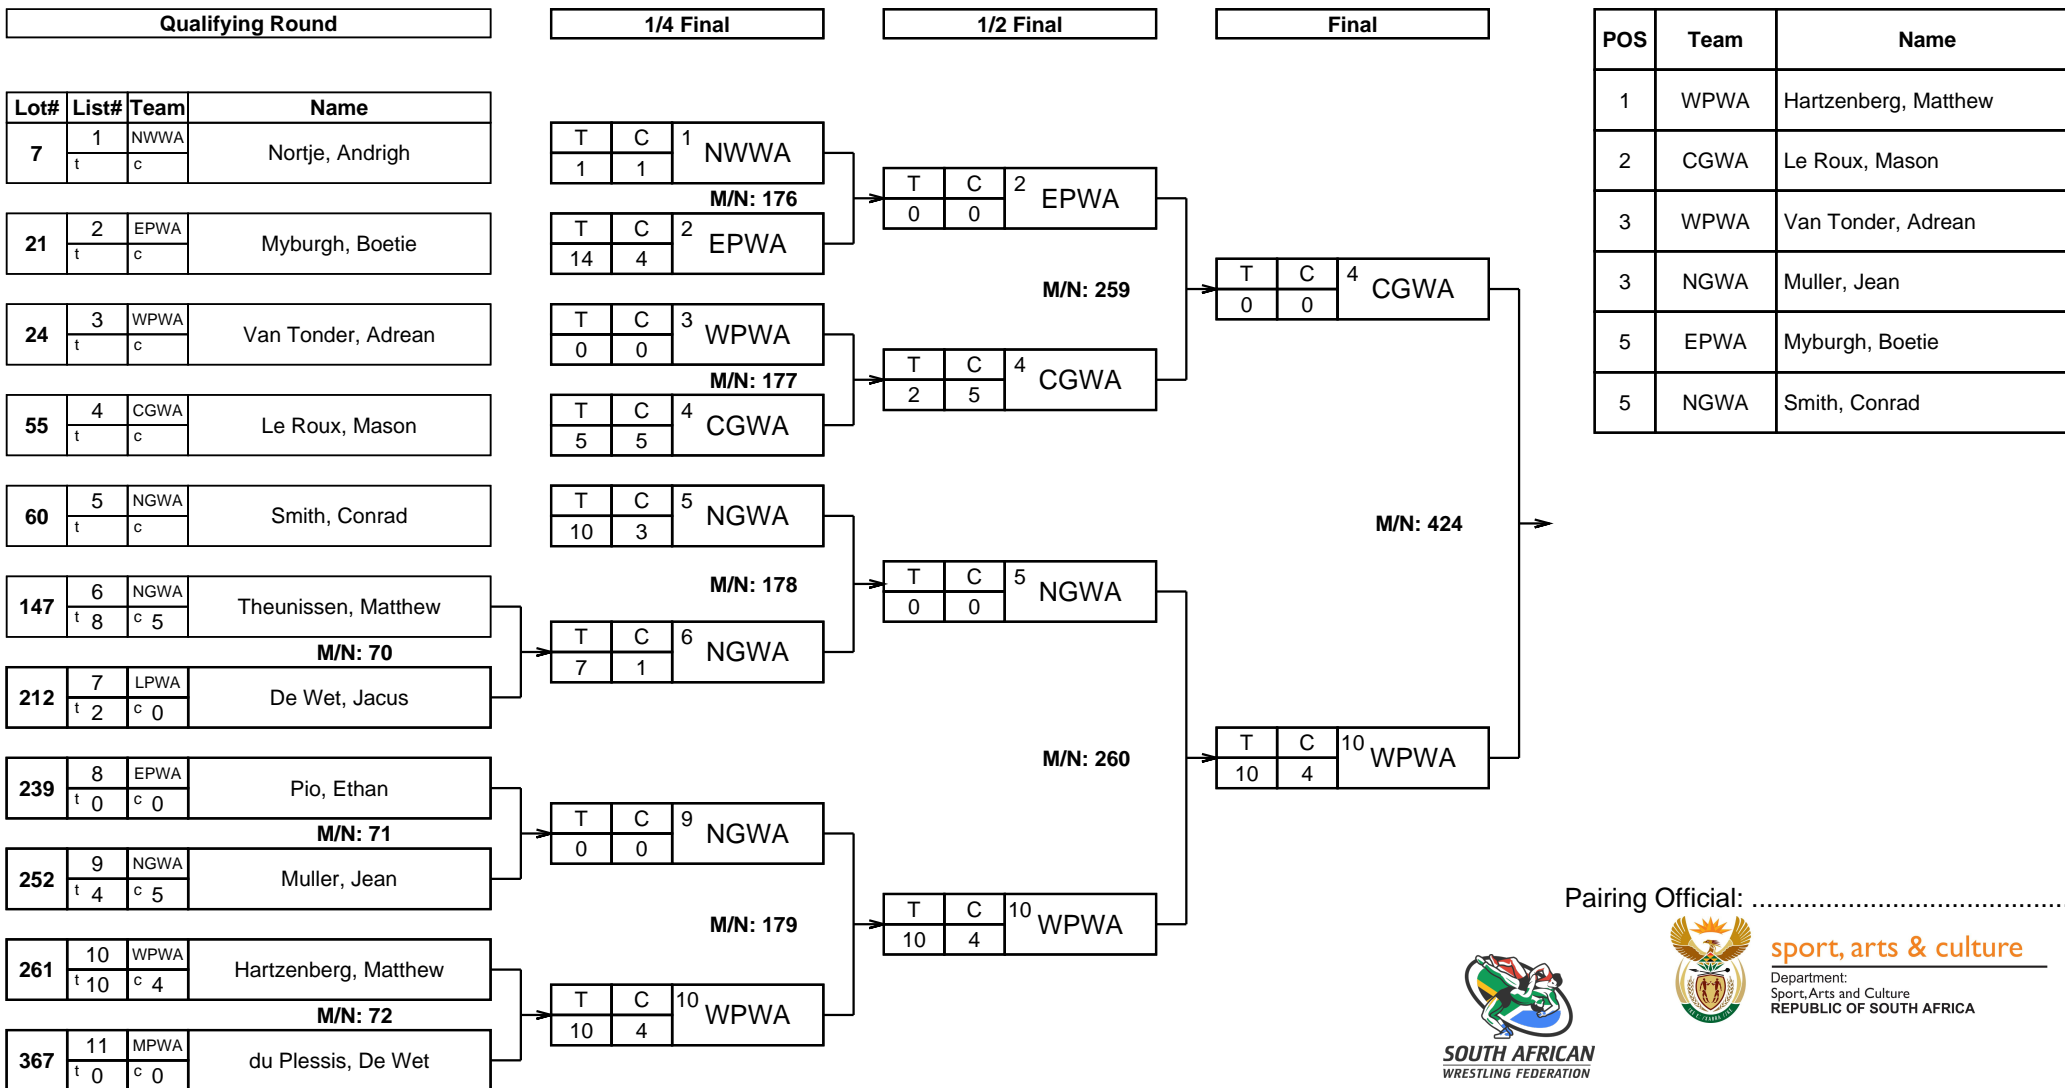 Qualifying Round 1/4 Final 1/2 Final Final
POS Team Name
1 WPWA Hartzenberg, Matthew
2 CGWA Le Roux, Mason
3 WPWA Van Tonder, Adrean
3 NGWA Muller, Jean
5 EPWA Myburgh, Boetie
5 NGWA Smith, Conrad
Lot# List# Team Name
7 1 NWWA Nortje, Andrigh
t c
21 2 EPWA Myburgh, Boetie
t c
24 3 WPWA Van Tonder, Adrean
t c
55 4 CGWA Le Roux, Mason
t c
60 5 NGWA Smith, Conrad
t c
147 6 NGWA Theunissen, Matthew
t 8 c 5
M/N: 70
212 7 LPWA De Wet, Jacus
t 2 c 0
239 8 EPWA Pio, Ethan
t 0 c 0
M/N: 71
252 9 NGWA Muller, Jean
t 4 c 5
261 10 WPWA Hartzenberg, Matthew
t 10 c 4
M/N: 72
367 11 MPWA du Plessis, De Wet
t 0 c 0
T C 1 NWWA
1 1
M/N: 176
T C 2 EPWA
14 4
T C 3 WPWA
0 0
M/N: 177
T C 4 CGWA
5 5
T C 5 NGWA
10 3
M/N: 178
T C 6 NGWA
7 1
T C 9 NGWA
0 0
M/N: 179
T C 10 WPWA
10 4
T C 2 EPWA
0 0
M/N: 259
T C 4 CGWA
2 5
T C 5 NGWA
0 0
M/N: 260
T C 10 WPWA
10 4
T C 4 CGWA
0 0
M/N: 424
T C 10 WPWA
10 4
Pairing Official: ..........................................
SOUTH AFRICAN
WRESTLING FEDERATION
sport, arts & culture
Department:
Sport, Arts and Culture
REPUBLIC OF SOUTH AFRICA